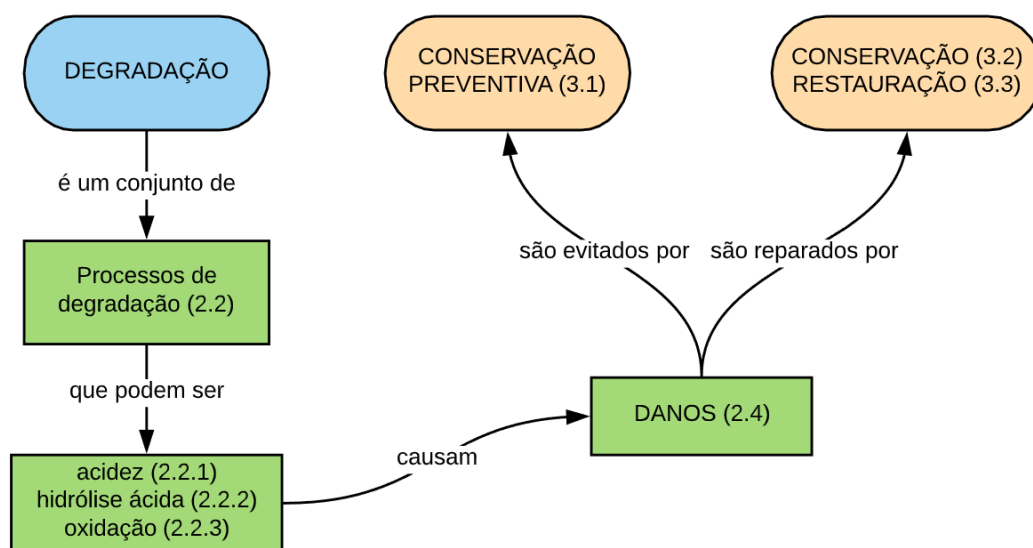 DEGRADAÇÃO
CONSERVAÇÃO
PREVENTIVA (3.1)
CONSERVAÇÃO (3.2)
RESTAURAÇÃO (3.3)
é um conjunto de
são evitados por
são reparados por
Processos de
degradação (2.2)
que podem ser
DANOS (2.4)
causam
acidez (2.2.1)
hidrólise ácida (2.2.2)
oxidação (2.2.3)